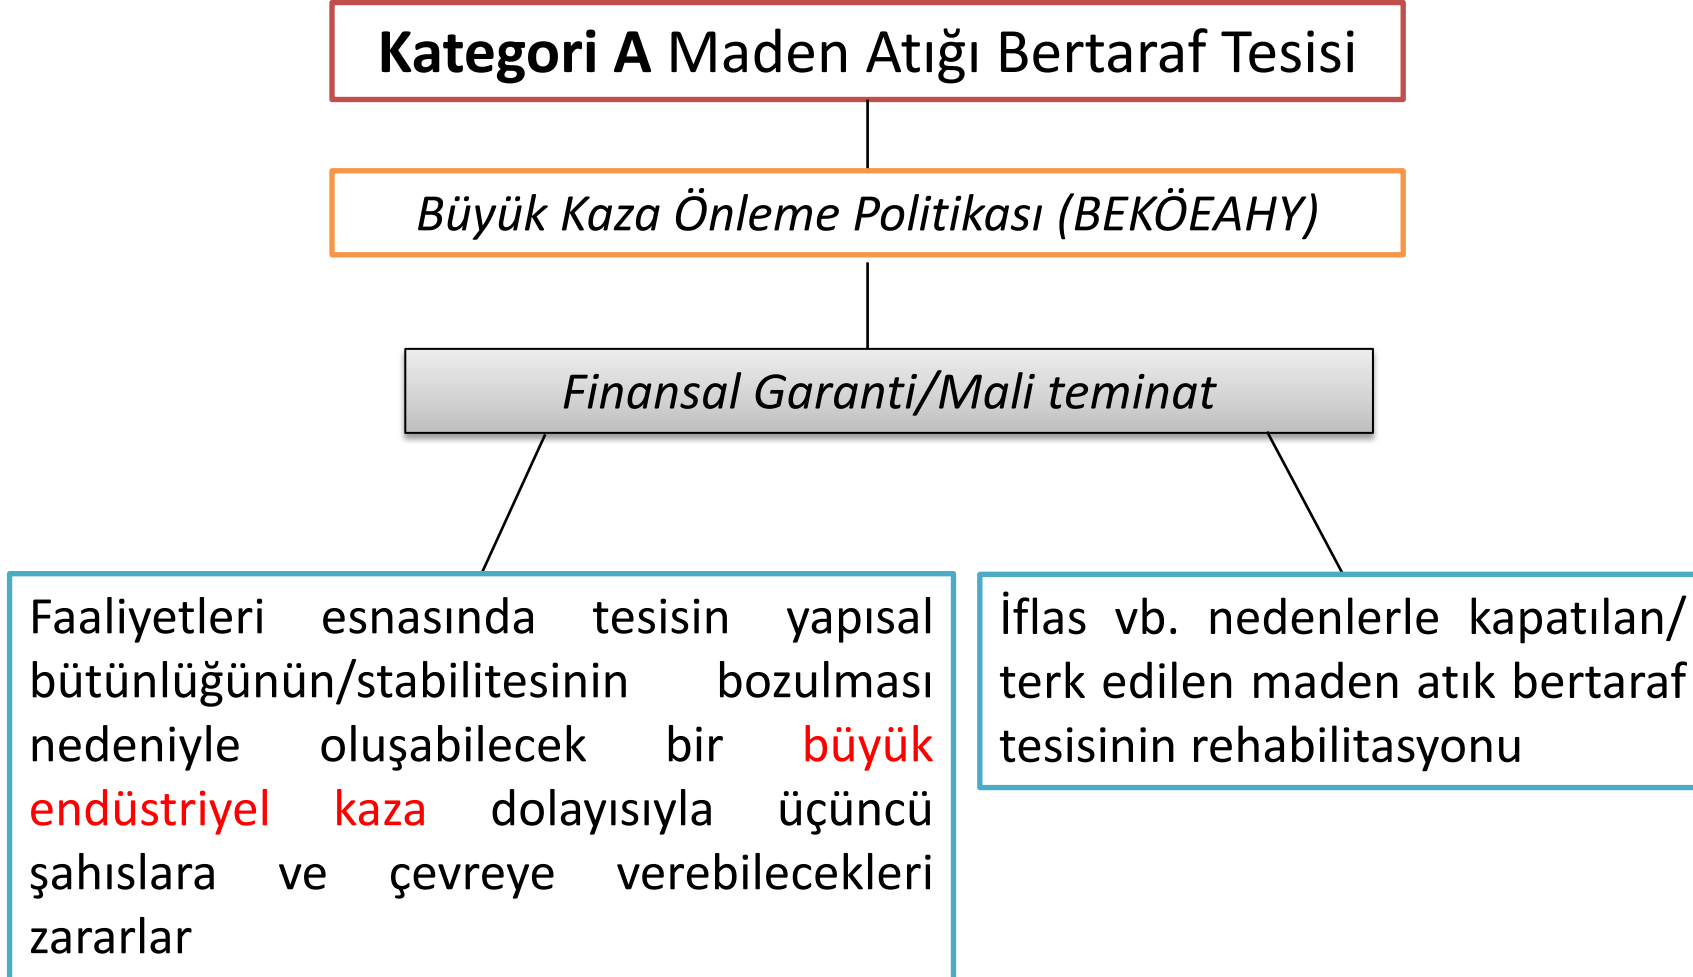 Kategori A Maden Atığı Bertaraf Tesisi
Büyük Kaza Önleme Politikası (BEKÖEAHY)
Finansal Garanti/Mali teminat
Faaliyetleri esnasında tesisin yapısal
bütünlüğünün/stabilitesinin bozulması
nedeniyle oluşabilecek bir büyük
endüstriyel kaza dolayısıyla üçüncü
şahıslara ve çevreye verebilecekleri
zararlar
İflas vb. nedenlerle kapatılan/
terk edilen maden atık bertaraf
tesisinin rehabilitasyonu